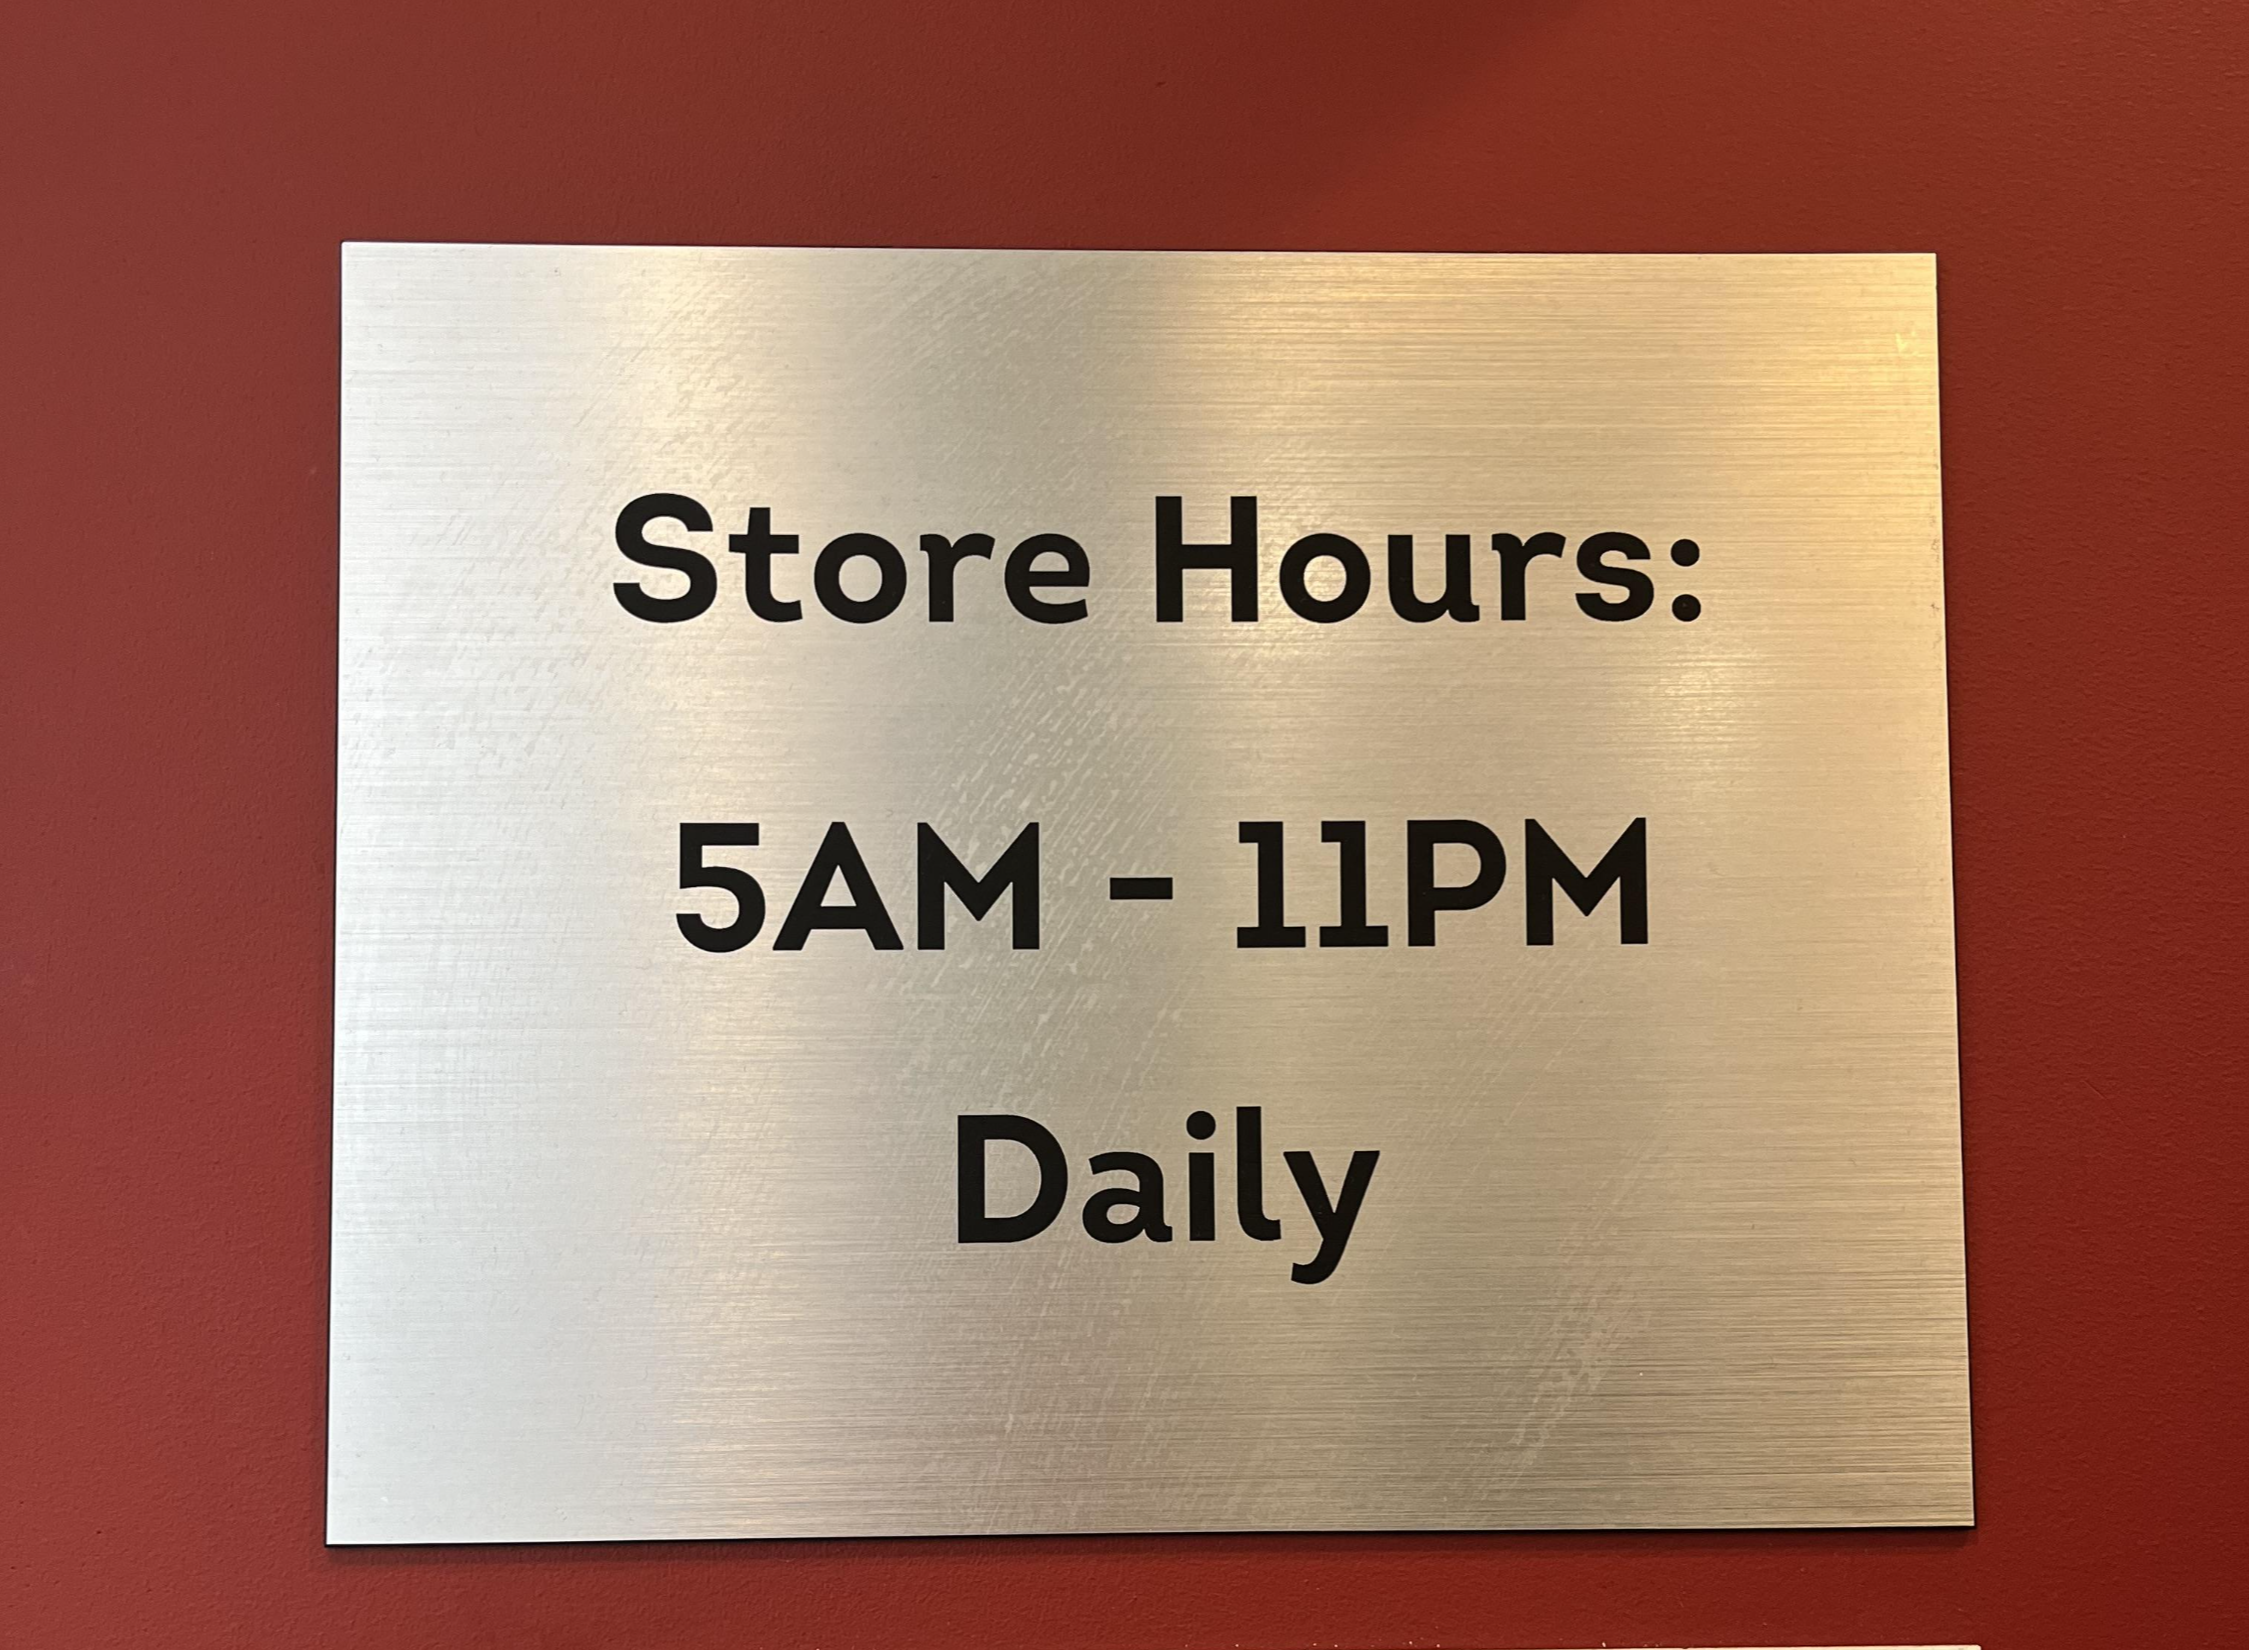 Store Hours:
5AM - 11PM
Daily